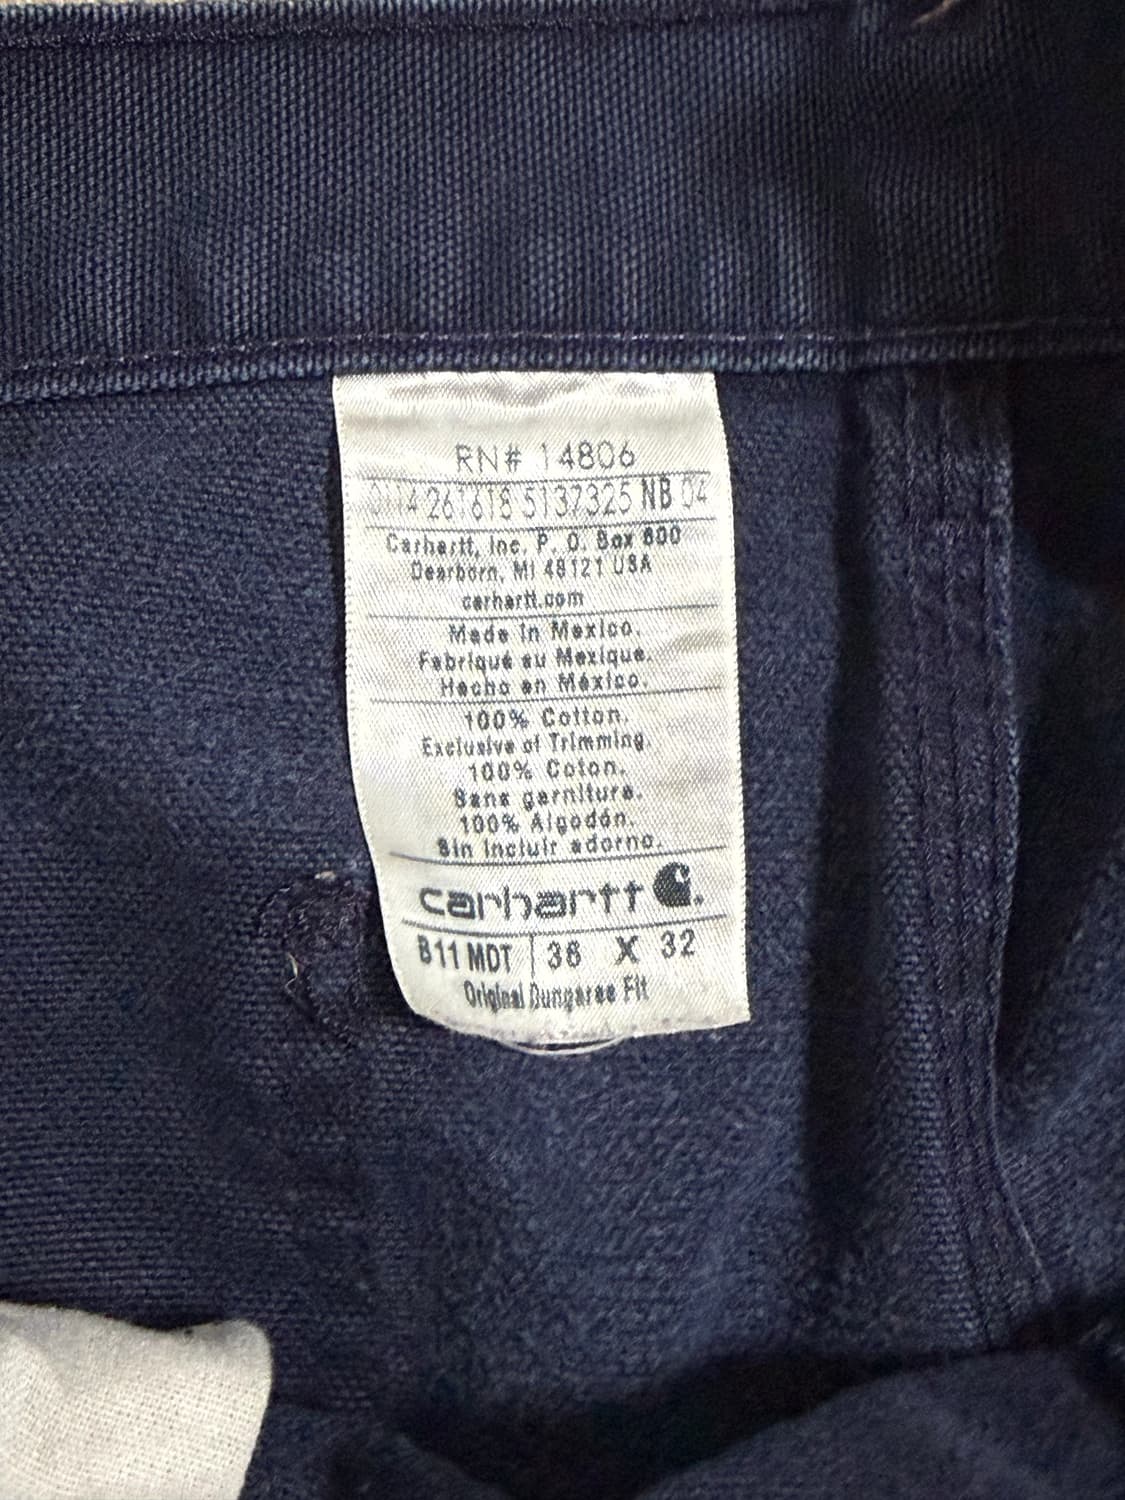 RN# 14806
0114 261618 5137325 NB 04
Carhartt, Inc. P. O. Box 600
Dearborn, MI 48121 USA
carhartt.com
Made in Mexico.
Fabriqué au Mexique.
Hecho en México.
100% Cotton.
Exclusive of Trimming.
100% Coton.
Sans garniture.
100% Algodón.
Sin incluir adorno.
carhartt
B11 MDT 36 X 32
Original Dungaree Fit